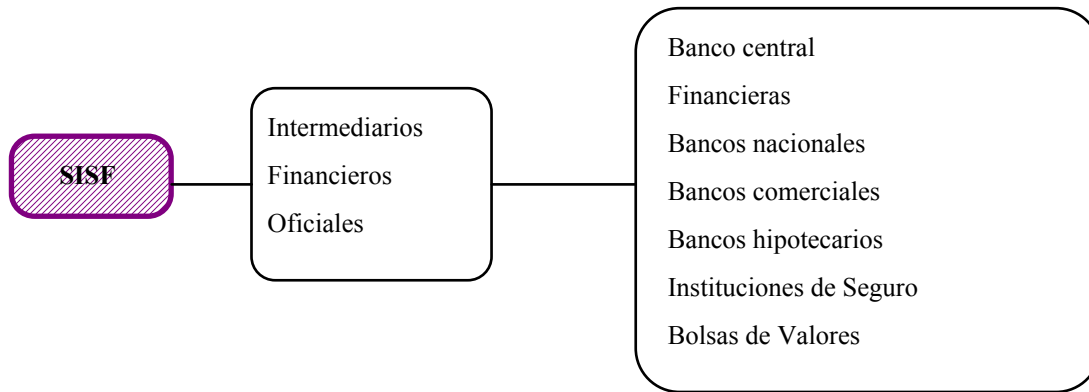 SISF
Intermediarios
Financieros
Oficiales
Banco central
Financieras
Bancos nacionales
Bancos comerciales
Bancos hipotecarios
Instituciones de Seguro
Bolsas de Valores